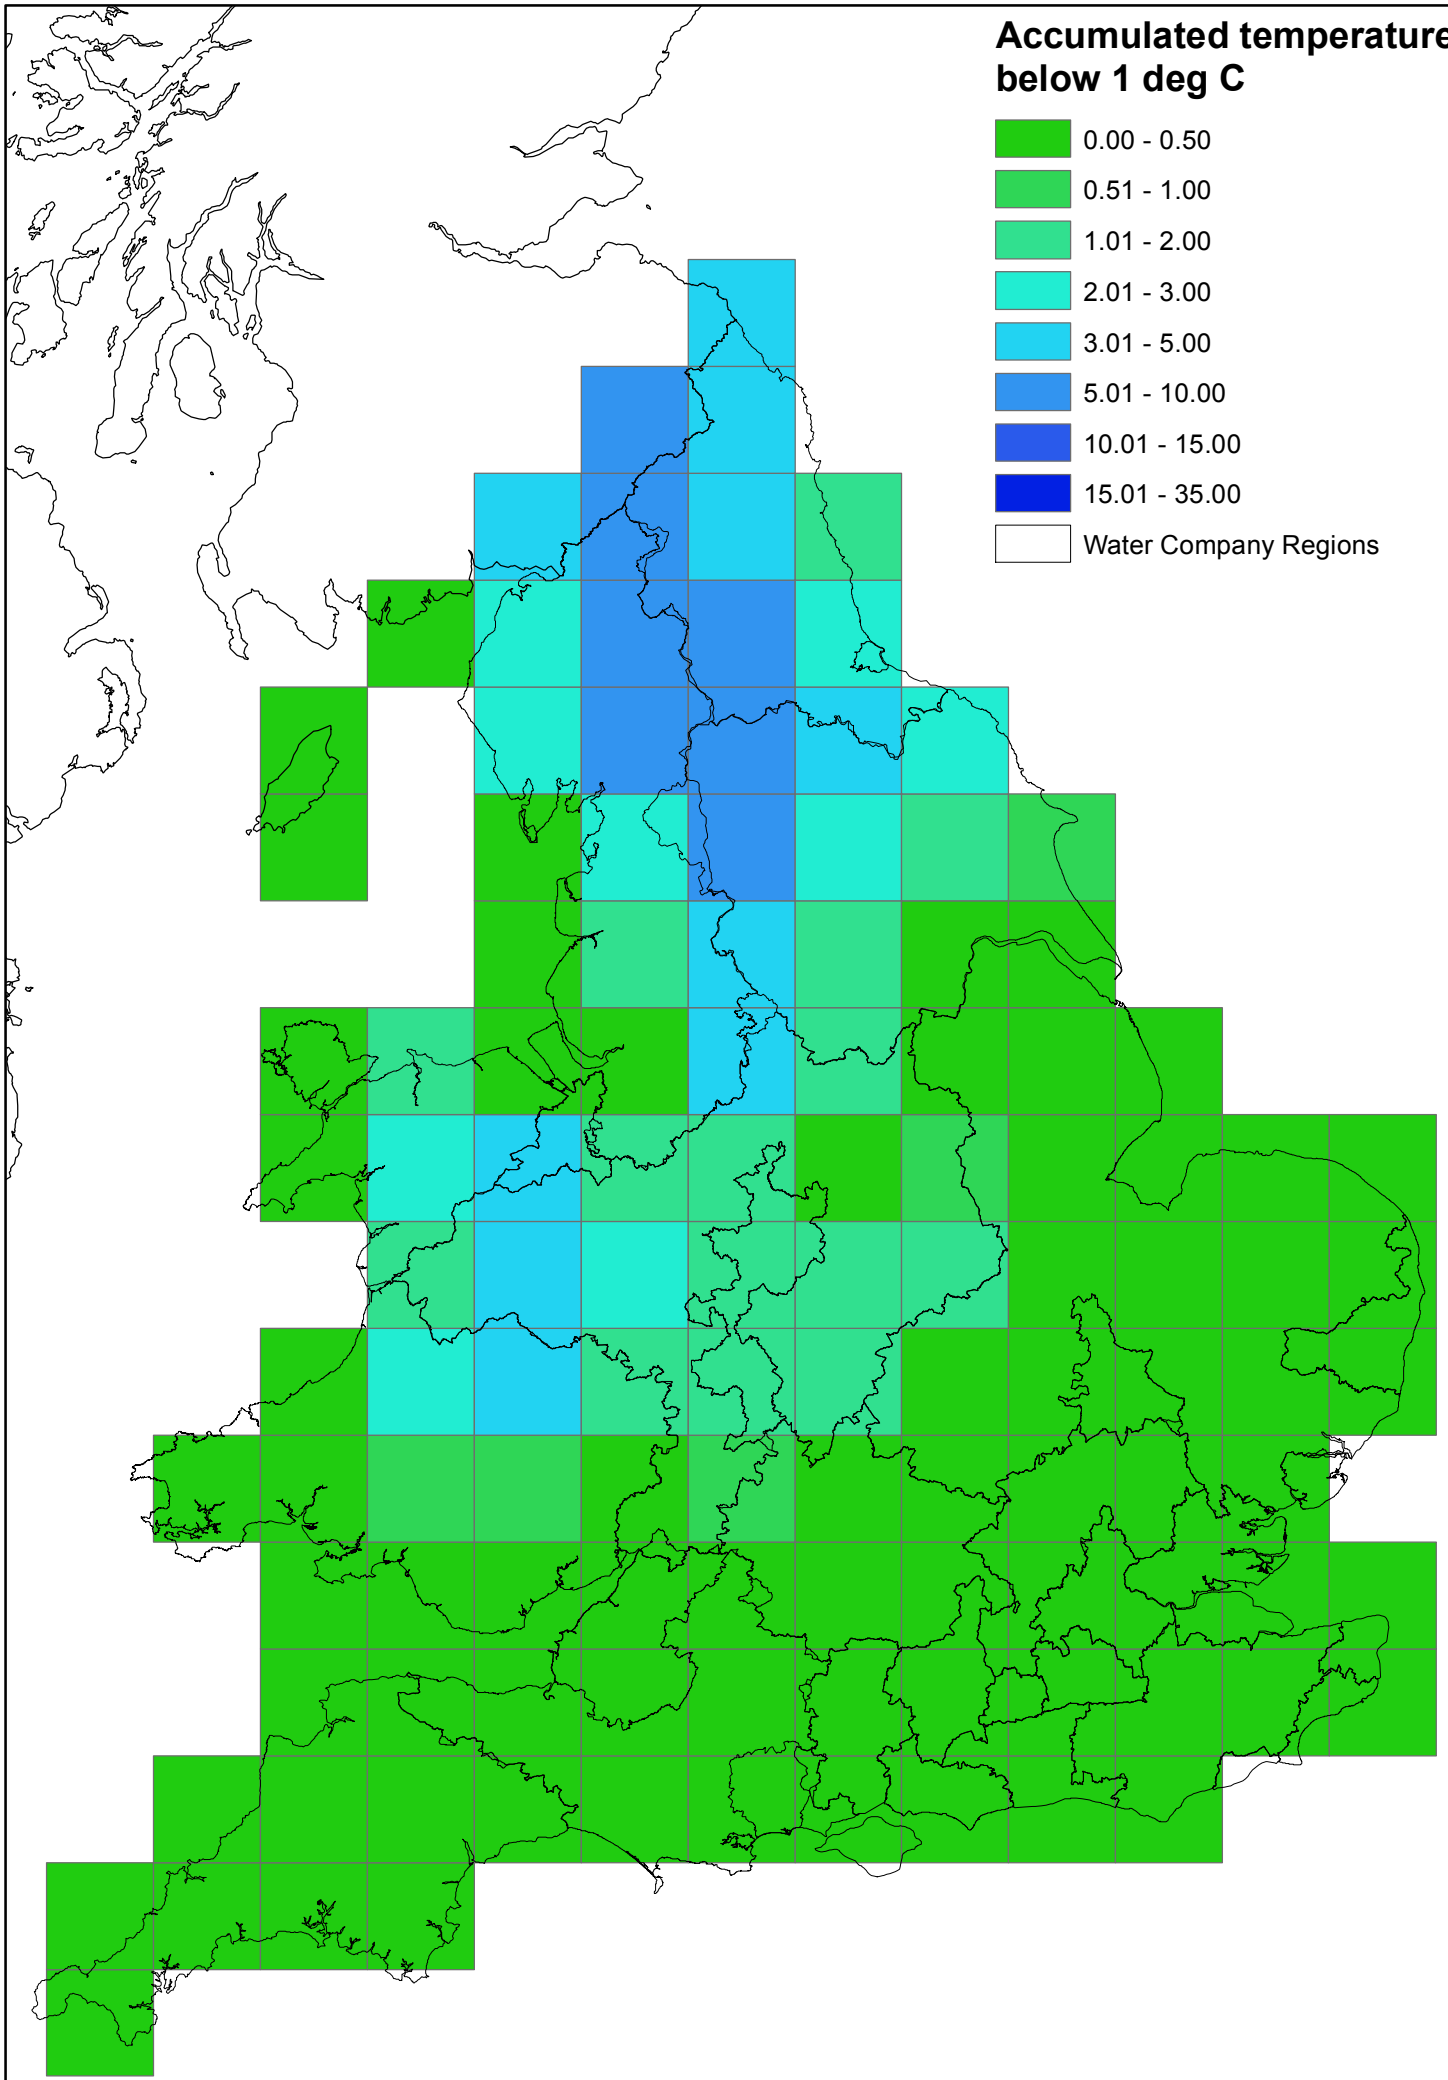 Accumulated temperature
below 1 deg C
0.00 - 0.50
0.51 - 1.00
1.01 - 2.00
2.01 - 3.00
3.01 - 5.00
5.01 - 10.00
10.01 - 15.00
15.01 - 35.00
Water Company Regions